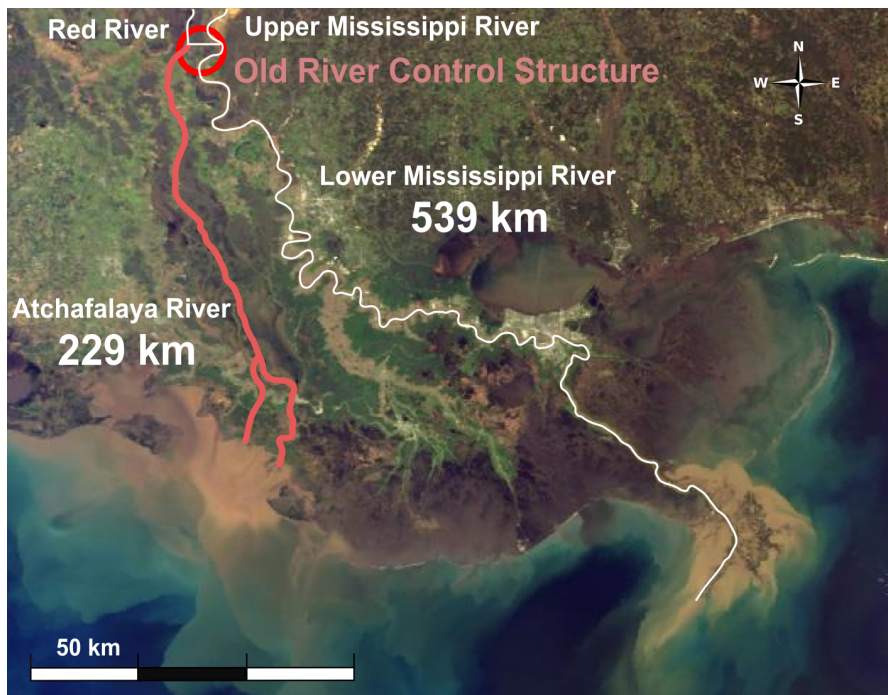 Red River
Upper Mississippi River
Old River Control Structure
N
W
E
S
Lower Mississippi River
539 km
Atchafalaya River
229 km
50 km